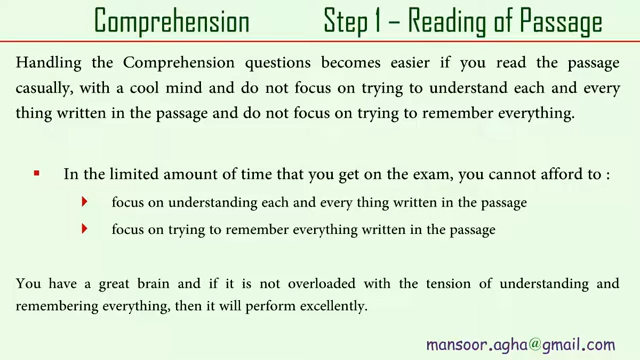 Comprehension Step 1 – Reading of Passage
Handling the Comprehension questions becomes easier if you read the passage
casually, with a cool mind and do not focus on trying to understand each and every
thing written in the passage and do not focus on trying to remember everything.
▪ In the limited amount of time that you get on the exam, you cannot afford to :
focus on understanding each and every thing written in the passage
focus on trying to remember everything written in the passage
You have a great brain and if it is not overloaded with the tension of understanding and
remembering everything, then it will perform excellently.
mansoor.agha@gmail.com